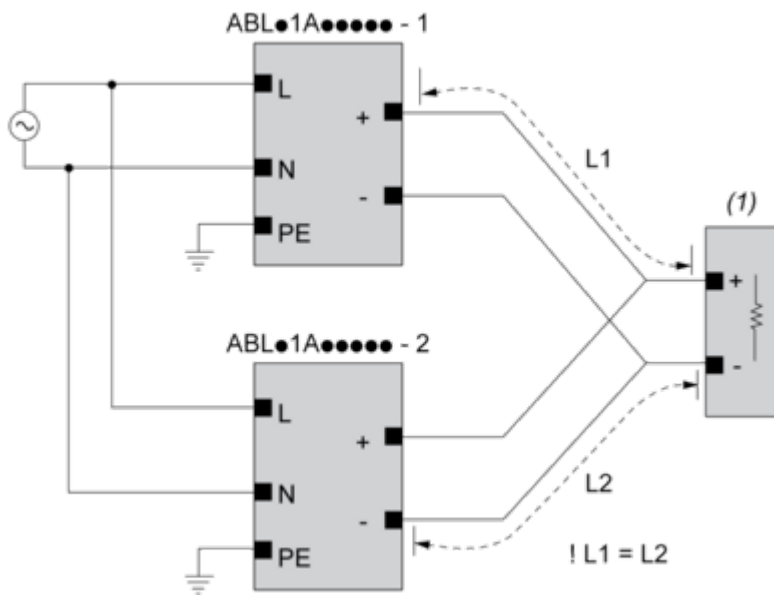 ABL●1A●●●●● - 1
L
+
L1
N
-
(1)
PE
+
ABL●1A●●●●● - 2
-
L
+
L2
N
-
! L1 = L2
PE